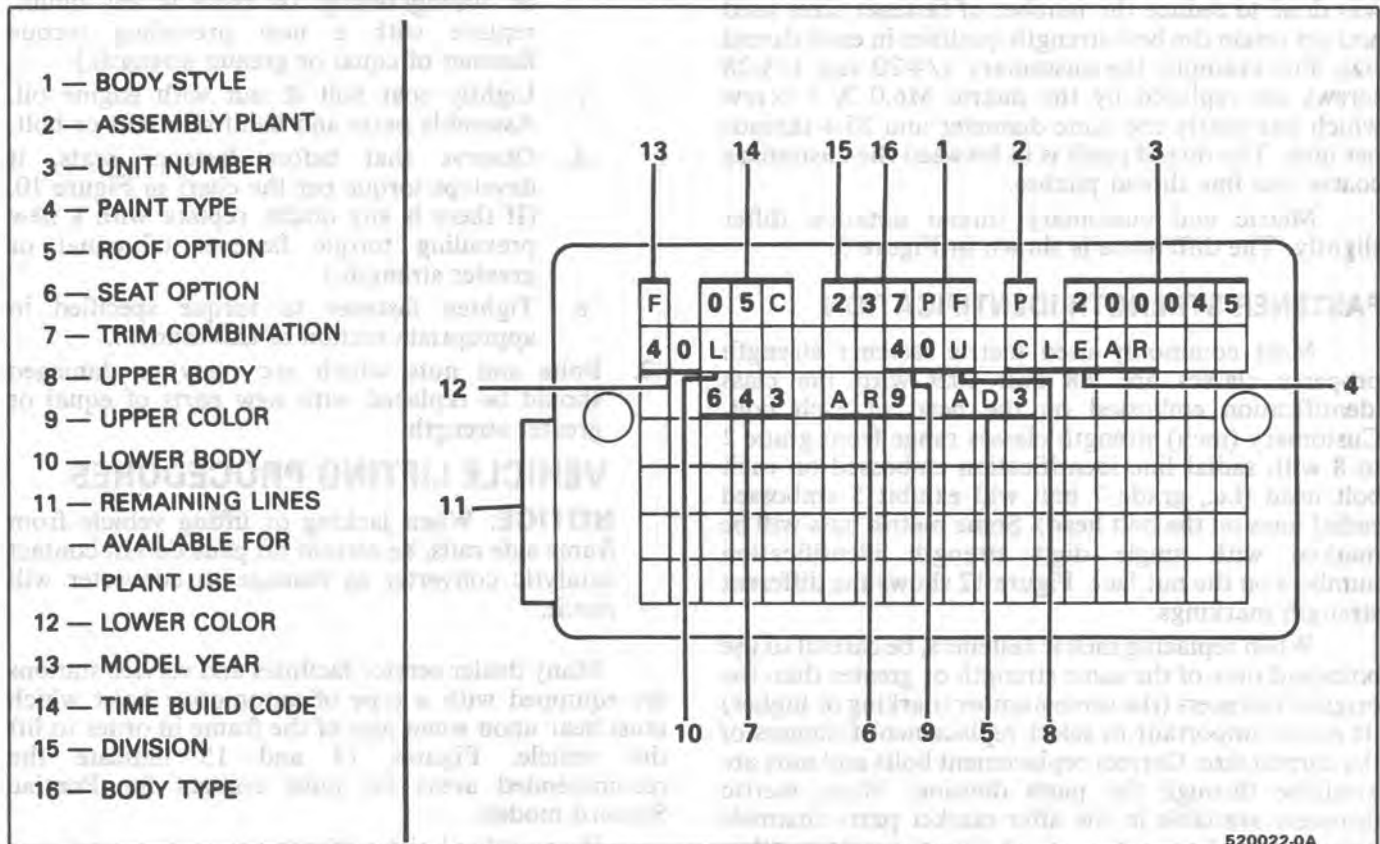 1 — BODY STYLE
2 — ASSEMBLY PLANT
3 — UNIT NUMBER
4 — PAINT TYPE
5 — ROOF OPTION
6 — SEAT OPTION
7 — TRIM COMBINATION
8 — UPPER BODY
9 — UPPER COLOR
10 — LOWER BODY
11 — REMAINING LINES
— AVAILABLE FOR
— PLANT USE
12 — LOWER COLOR
13 — MODEL YEAR
14 — TIME BUILD CODE
15 — DIVISION
16 — BODY TYPE
13 14 15 16 1 2 3
F 0 5 C 2 3 7 P F P 2 0 0 0 4 5
4 0 L 4 0 U C L E A R
12 4
6 4 3 A R 9 A D 3
11
10 7 6 9 5 8
520022-0A